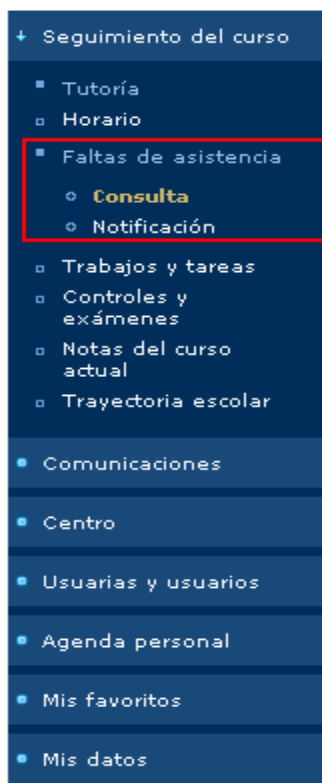 Seguimiento del curso
Tutoría
Horario
Faltas de asistencia
Consulta
Notificación
Trabajos y tareas
Controles y
exámenes
Notas del curso
actual
Trayectoria escolar
Comunicaciones
Centro
Usuarias y usuarios
Agenda personal
Mis favoritos
Mis datos